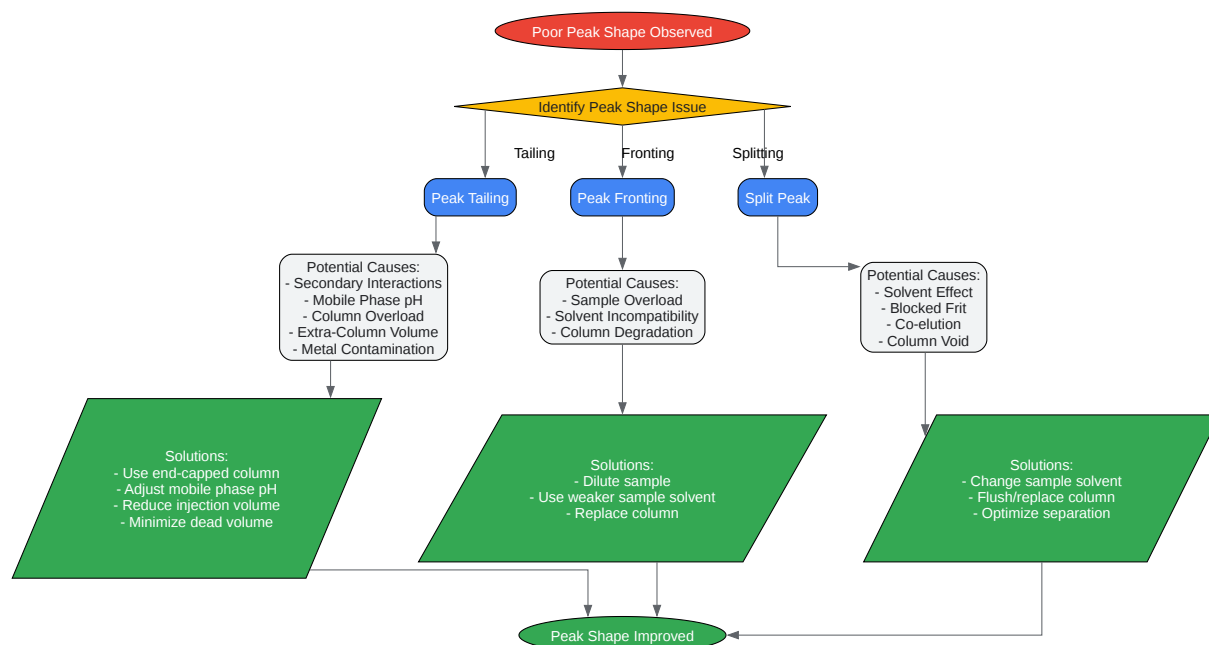 Poor Peak Shape Observed
Identify Peak Shape Issue
Tailing
Fronting
Splitting
Peak Tailing
Peak Fronting
Split Peak
Potential Causes:
- Secondary Interactions
- Mobile Phase pH
- Column Overload
- Extra-Column Volume
- Metal Contamination
Potential Causes:
- Sample Overload
- Solvent Incompatibility
- Column Degradation
Potential Causes:
- Solvent Effect
- Blocked Frit
- Co-elution
- Column Void
Solutions:
- Use end-capped column
- Adjust mobile phase pH
- Reduce injection volume
- Minimize dead volume
Solutions:
- Dilute sample
- Use weaker sample solvent
- Replace column
Solutions:
- Change sample solvent
- Flush/replace column
- Optimize separation
Peak Shape Improved